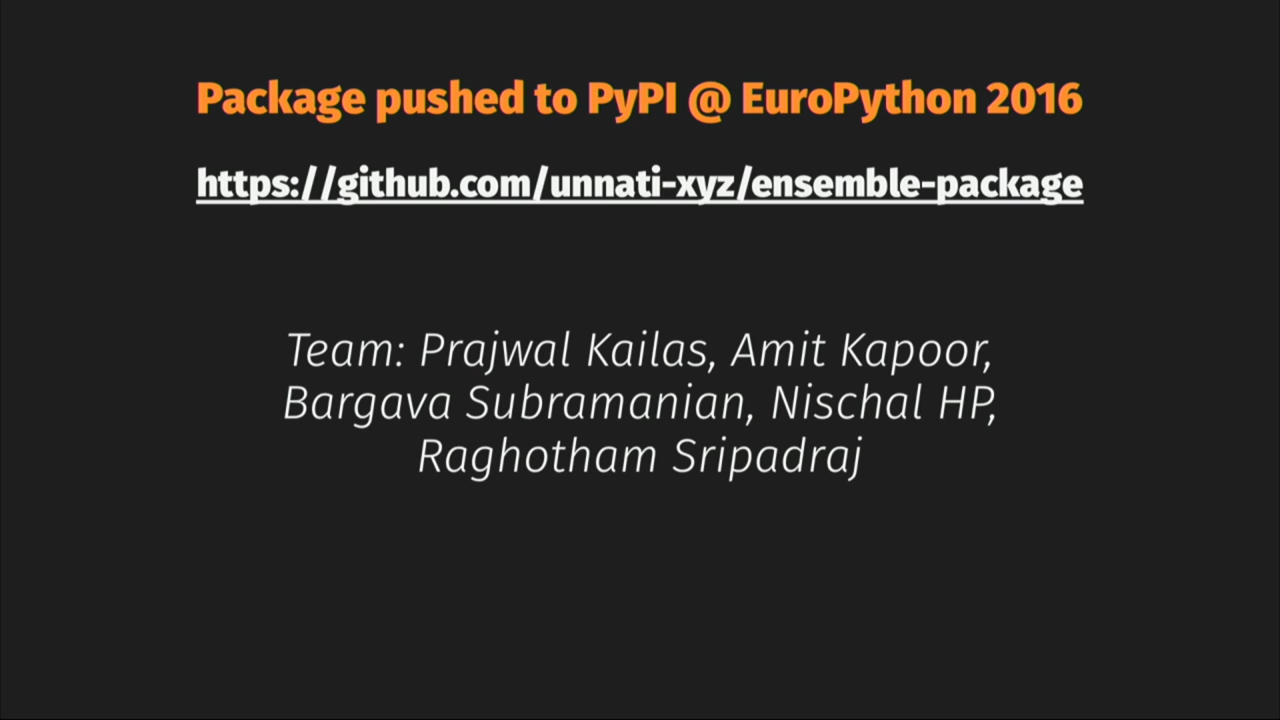 Package pushed to PyPI @ EuroPython 2016
https://github.com/unnati-xyz/ensemble-package
Team: Prajwal Kailas, Amit Kapoor,
Bargava Subramanian, Nischal HP,
Raghotham Sripadraj